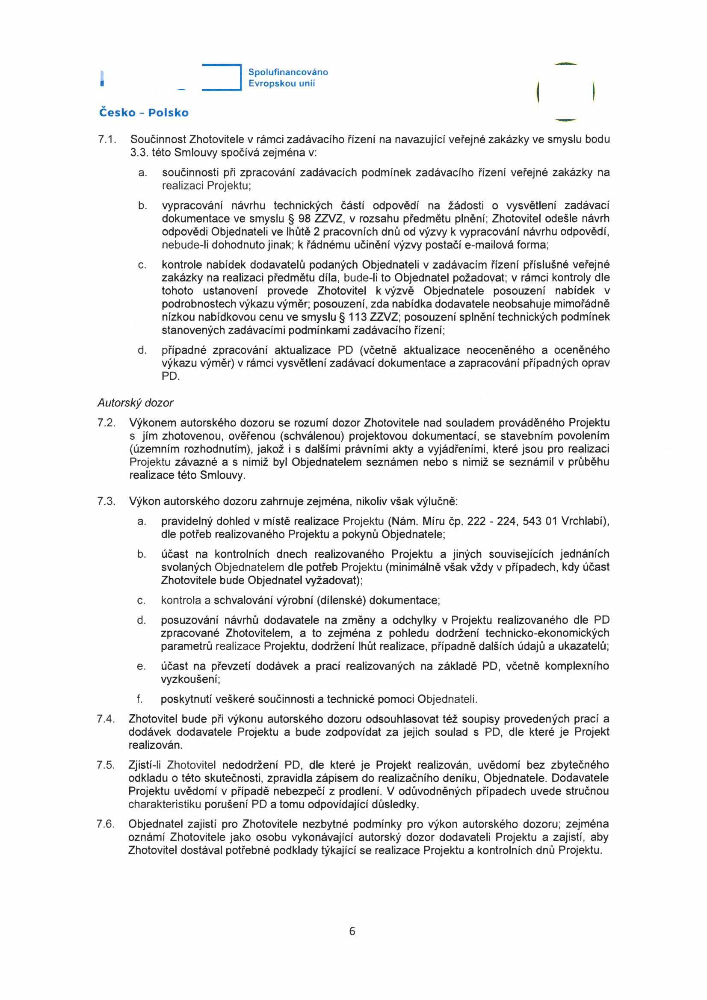 Spolufinancováno
Evropskou unií
Česko – Polsko
7.1. Součinnost Zhotovitele v rámci zadávacího řízení na navazující veřejné zakázky ve smyslu bodu
3.3. této Smlouvy spočívá zejména v:
a. součinnosti při zpracování zadávacích podmínek zadávacího řízení veřejné zakázky na
realizaci Projektu;
b. vypracování návrhu technických částí odpovědí na žádosti o vysvětlení zadávací
dokumentace ve smyslu § 98 ZZVZ, v rozsahu předmětu plnění; Zhotovitel odešle návrh
odpovědi Objednateli ve lhůtě 2 pracovních dnů od výzvy k vypracování návrhu odpovědí,
nebude-li dohodnuto jinak; k řádnému učinění výzvy postačí e-mailová forma;
c. kontrole nabídek dodavatelů podaných Objednateli v zadávacím řízení příslušné veřejné
zakázky na realizaci předmětu díla, bude-li to Objednatel požadovat; v rámci kontroly dle
tohoto ustanovení provede Zhotovitel k výzvě Objednatele posouzení nabídek v
podrobnostech výkazu výměr; posouzení, zda nabídka dodavatele neobsahuje mimořádně
nízkou nabídkovou cenu ve smyslu § 113 ZZVZ; posouzení splnění technických podmínek
stanovených zadávacími podmínkami zadávacího řízení;
d. případné zpracování aktualizace PD (včetně aktualizace neoceněného a oceněného
výkazu výměr) v rámci vysvětlení zadávací dokumentace a zapracování případných oprav
PD.
Autorský dozor
7.2. Výkonem autorského dozoru se rozumí dozor Zhotovitele nad souladem prováděného Projektu
s jím zhotovenou, ověřenou (schválenou) projektovou dokumentací, se stavebním povolením
(územním rozhodnutím), jakož i s dalšími právními akty a vyjádřeními, které jsou pro realizaci
Projektu závazné a s nimiž byl Objednatelem seznámen nebo s nimiž se seznámil v průběhu
realizace této Smlouvy.
7.3. Výkon autorského dozoru zahrnuje zejména, nikoliv však výlučně:
a. pravidelný dohled v místě realizace Projektu (Nám. Míru čp. 222 - 224, 543 01 Vrchlabí),
dle potřeb realizovaného Projektu a pokynů Objednatele;
b. účast na kontrolních dnech realizovaného Projektu a jiných souvisejících jednáních
svolaných Objednatelem dle potřeb Projektu (minimálně však vždy v případech, kdy účast
Zhotovitele bude Objednatel vyžadovat);
c. kontrola a schvalování výrobní (dílenské) dokumentace;
d. posuzování návrhů dodavatele na změny a odchylky v Projektu realizovaného dle PD
zpracované Zhotovitelem, a to zejména z pohledu dodržení technicko-ekonomických
parametrů realizace Projektu, dodržení lhůt realizace, případně dalších údajů a ukazatelů;
e. účast na převzetí dodávek a prací realizovaných na základě PD, včetně komplexního
vyzkoušení;
f. poskytnutí veškeré součinnosti a technické pomoci Objednateli.
7.4. Zhotovitel bude při výkonu autorského dozoru odsouhlasovat též soupisy provedených prací a
dodávek dodavatele Projektu a bude zodpovídat za jejich soulad s PD, dle které je Projekt
realizován.
7.5. Zjistí-li Zhotovitel nedodržení PD, dle které je Projekt realizován, uvědomí bez zbytečného
odkladu o této skutečnosti, zpravidla zápisem do realizačního deníku, Objednatele. Dodavatele
Projektu uvědomí v případě nebezpečí z prodlení. V odůvodněných případech uvede stručnou
charakteristiku porušení PD a tomu odpovídající důsledky.
7.6. Objednatel zajistí pro Zhotovitele nezbytné podmínky pro výkon autorského dozoru; zejména
oznámí Zhotovitele jako osobu vykonávající autorský dozor dodavateli Projektu a zajistí, aby
Zhotovitel dostával potřebné podklady týkající se realizace Projektu a kontrolních dnů Projektu.
6